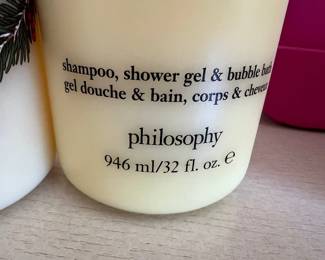 shampoo, shower gel & bubble bath
gel douche & bain, corps & cheveux
philosophy
946 ml/32 fl. oz. ℮